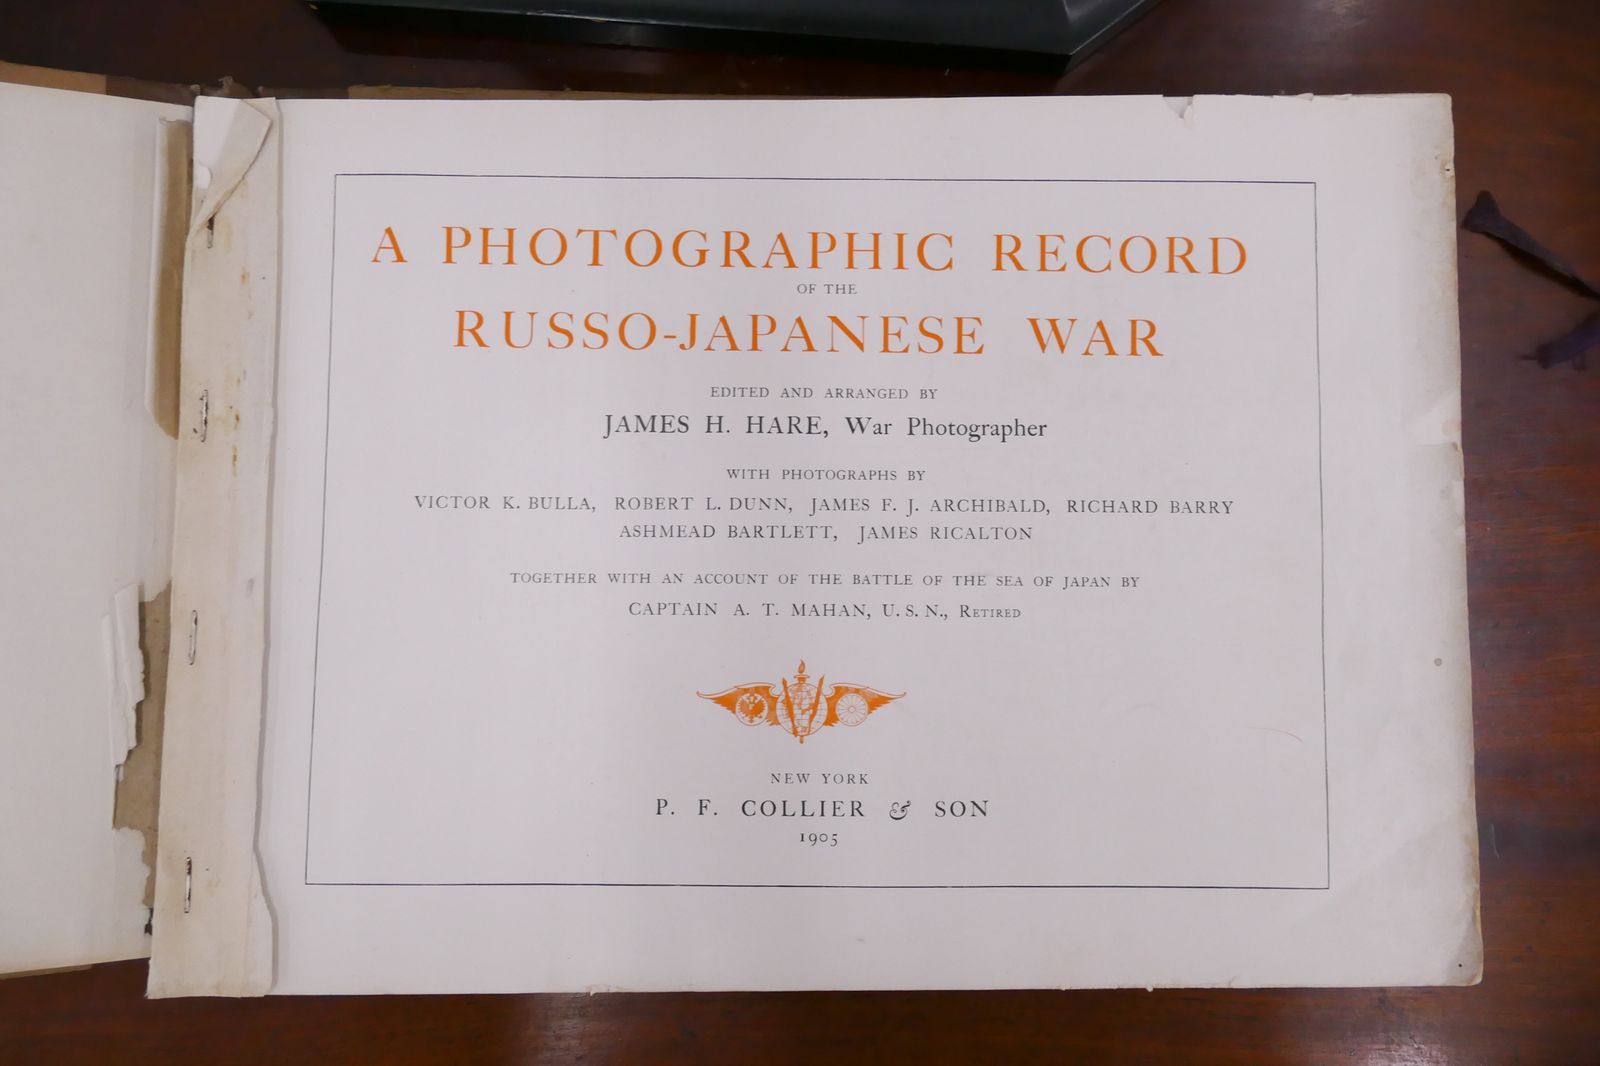 A PHOTOGRAPHIC RECORD
OF THE
RUSSO-JAPANESE WAR
EDITED AND ARRANGED BY
JAMES H. HARE, War Photographer
WITH PHOTOGRAPHS BY
VICTOR K. BULLA, ROBERT L. DUNN, JAMES F. J. ARCHIBALD, RICHARD BARRY
ASHMEAD BARTLETT, JAMES RICALTON
TOGETHER WITH AN ACCOUNT OF THE BATTLE OF THE SEA OF JAPAN BY
CAPTAIN A. T. MAHAN, U. S. N., RETIRED
NEW YORK
P. F. COLLIER & SON
1905